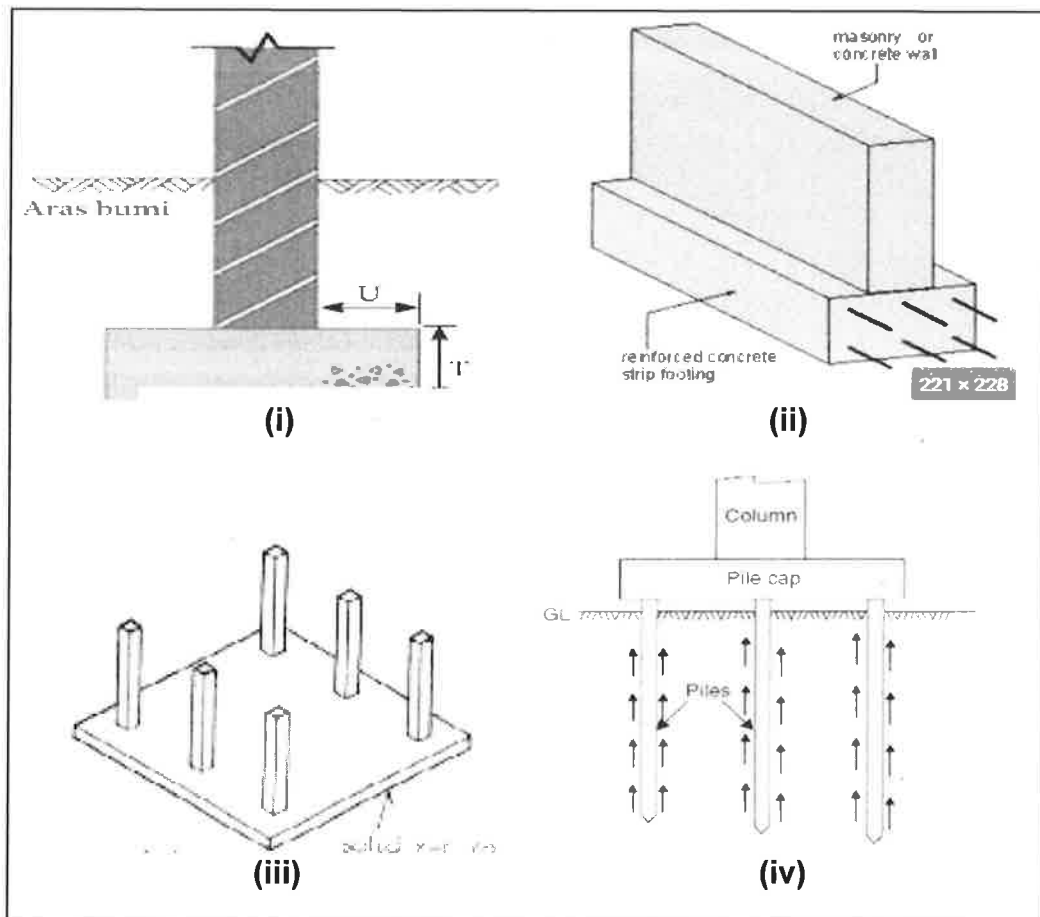 masonry or
concrete wall
Aras bumi
U
T
reinforced concrete
strip footing
221 × 228
(i)
(ii)
Column
Pile cap
GL
Piles
(iii)
(iv)